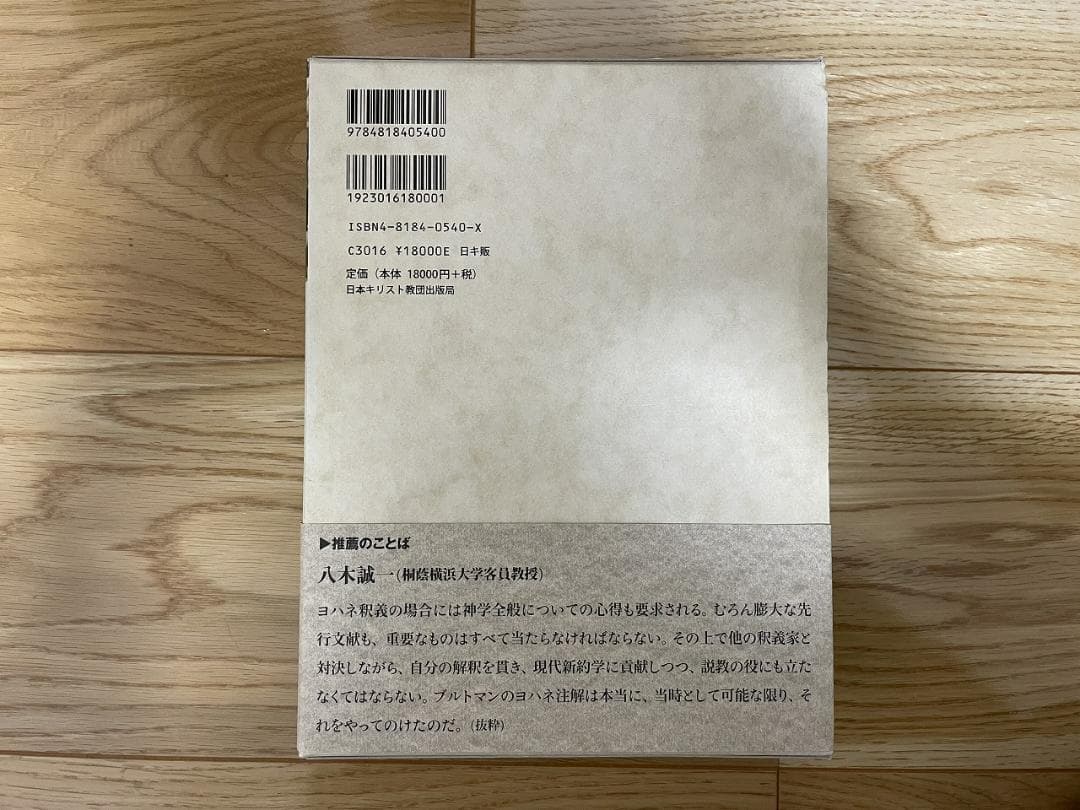 9784818405400
1923016180001
ISBN4-8184-0540-X
C3016 ¥18000E 日キ販
定価（本体 18000円＋税）
日本キリスト教団出版局
▶推薦のことば
八木誠一（桐蔭横浜大学客員教授）
ヨハネ釈義の場合には神学全般についての心得も要求される。むろん膨大な先
行文献も、重要なものはすべて当たらなければならない。その上で他の釈義家と
対決しながら、自分の解釈を貫き、現代新約学に貢献しつつ、説教の役にも立た
なくてはならない。ブルトマンのヨハネ注解は本当に、当時として可能な限り、そ
れをやってのけたのだ。（抜粋）